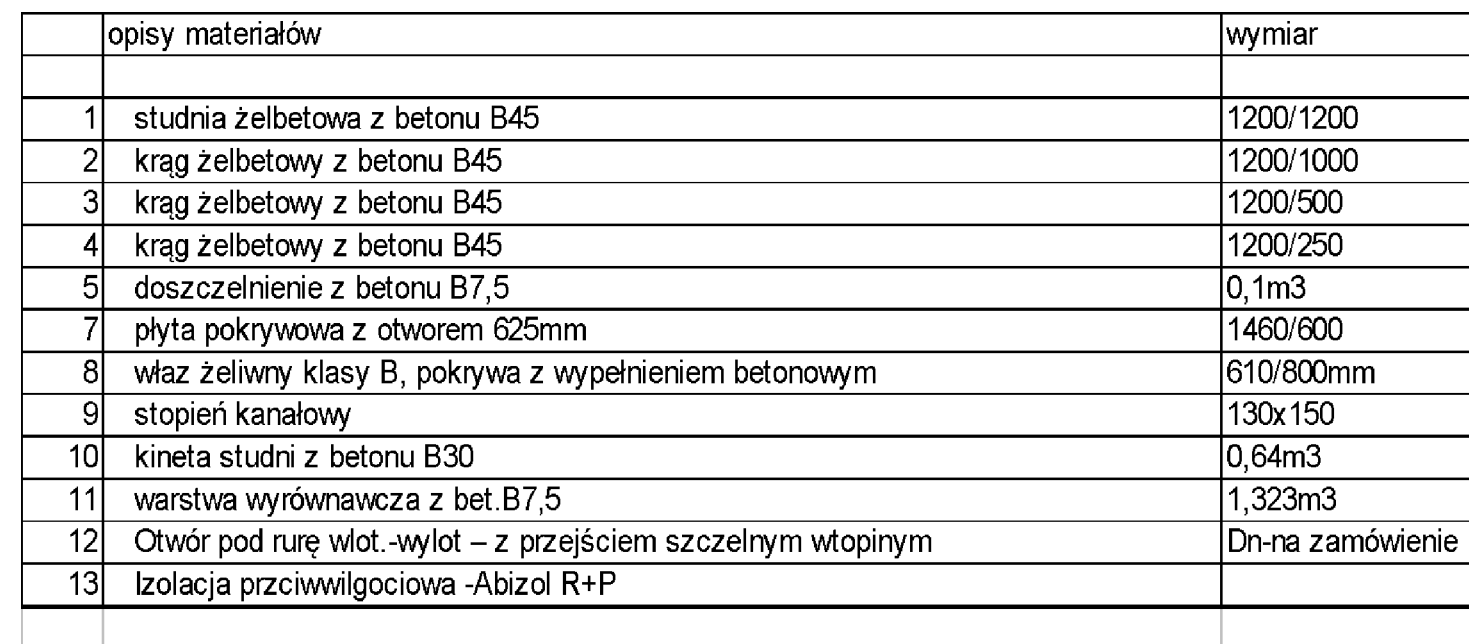 opisy materiałów wymiar
1 studnia żelbetowa z betonu B45 1200/1200
2 krąg żelbetowy z betonu B45 1200/1000
3 krąg żelbetowy z betonu B45 1200/500
4 krąg żelbetowy z betonu B45 1200/250
5 doszczelnienie z betonu B7,5 0,1m3
7 płyta pokrywowa z otworem 625mm 1460/600
8 właz żeliwny klasy B, pokrywa z wypełnieniem betonowym 610/800mm
9 stopień kanałowy 130x150
10 kineta studni z betonu B30 0,64m3
11 warstwa wyrównawcza z bet.B7,5 1,323m3
12 Otwór pod rurę wlot.-wylot – z przejściem szczelnym wtopinym Dn-na zamówienie
13 Izolacja przciwwilgociowa -Abizol R+P